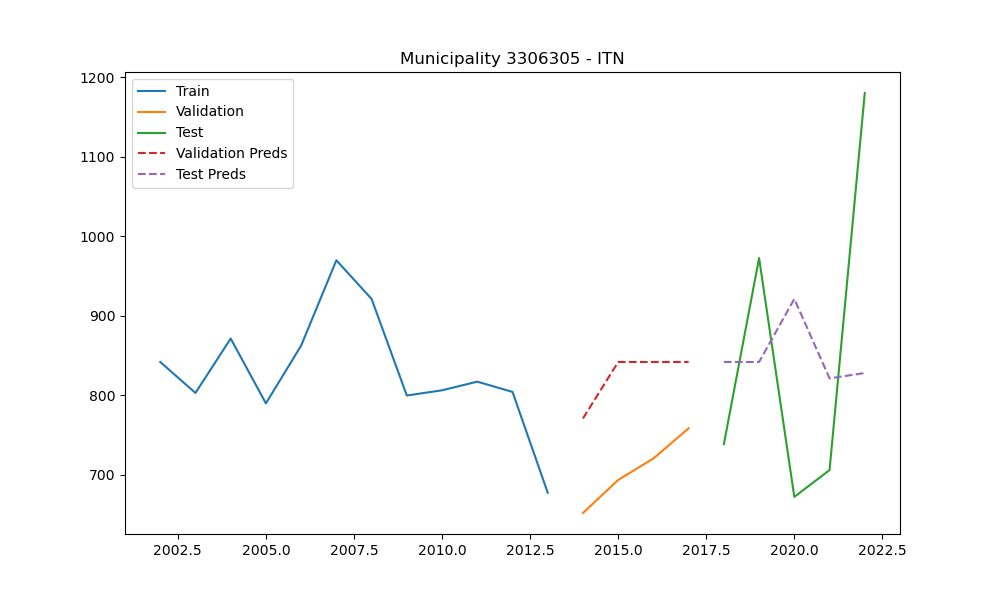 Municipality 3306305 - ITN
Train
Validation
Test
Validation Preds
Test Preds
1200
1100
1000
900
800
700
2002.5 2005.0 2007.5 2010.0 2012.5 2015.0 2017.5 2020.0 2022.5